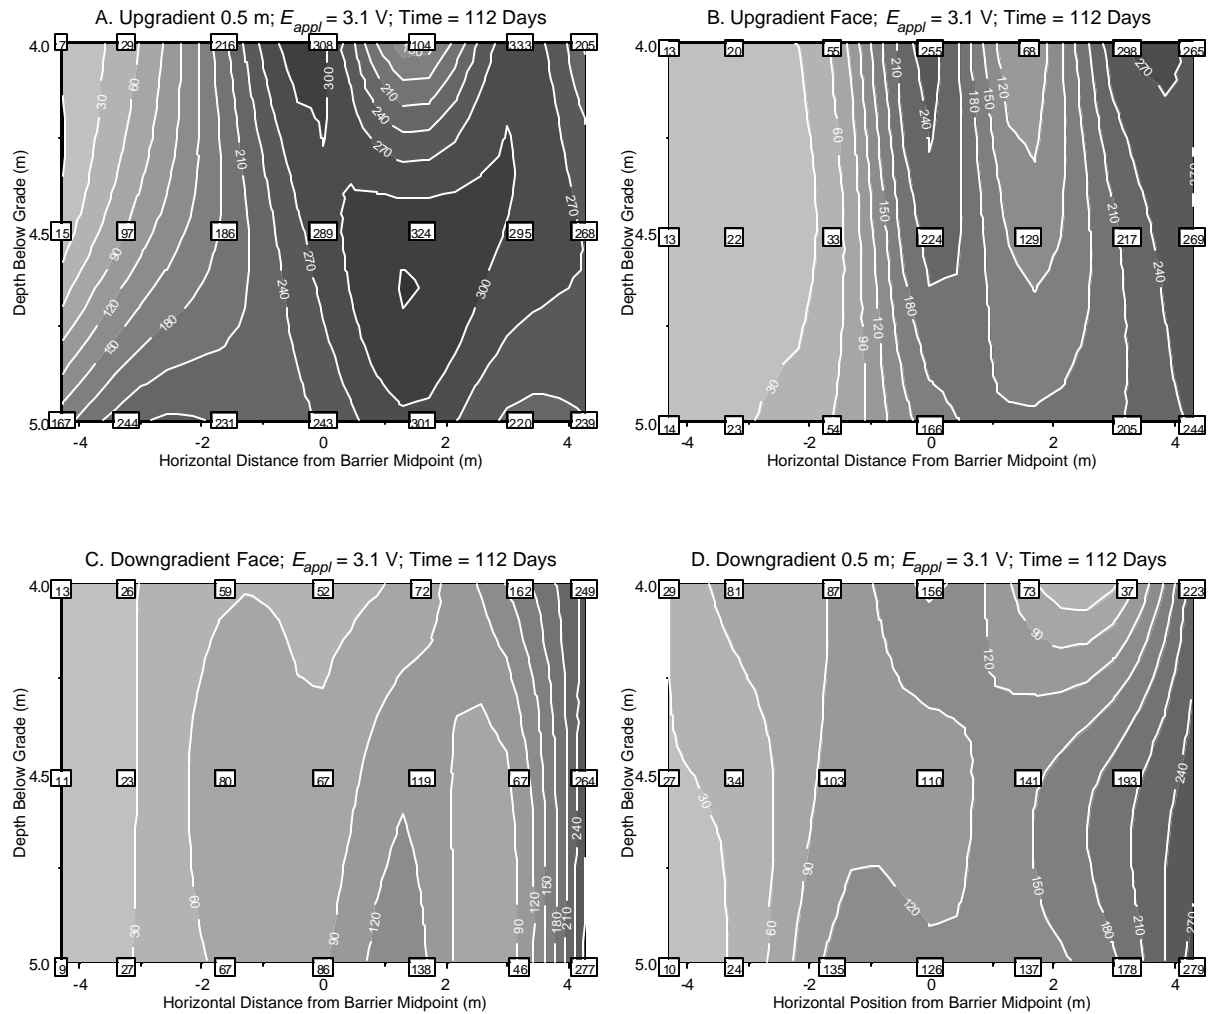 A. Upgradient 0.5 m; E_appl = 3.1 V; Time = 112 Days
4.0 7 29 216 308 104 333 205
30 60 300 210 240 270 210
Depth Below Grade (m)
270
4.5 15 97 186 289 324 295 268
90 270 240 300
120 180
150
5.0 167 244 231 243 301 220 239
-4 -2 0 2 4
Horizontal Distance from Barrier Midpoint (m)
B. Upgradient Face; E_appl = 3.1 V; Time = 112 Days
4.0 13 20 55 255 68 298 265
210 270
60 240 180 150 120
Depth Below Grade (m)
150 210 270
4.5 13 22 33 224 129 217 269
240
180
90 120
30
5.0 14 23 54 166 205 244
-4 -2 0 2 4
Horizontal Distance From Barrier Midpoint (m)
C. Downgradient Face; E_appl = 3.1 V; Time = 112 Days
4.0 13 26 59 52 72 162 249
Depth Below Grade (m)
4.5 11 23 80 67 119 67 264
240
60 150
30 90 120 90 120 180 210
5.0 9 27 67 86 138 46 277
-4 -2 0 2 4
Horizontal Distance from Barrier Midpoint (m)
D. Downgradient 0.5 m; E_appl = 3.1 V; Time = 112 Days
4.0 29 81 87 156 73 37 223
90
120
Depth Below Grade (m)
4.5 27 34 103 110 141 193
240
30
90 150
120
60 180 210 270
5.0 10 24 135 126 137 178 279
-4 -2 0 2 4
Horizontal Position from Barrier Midpoint (m)